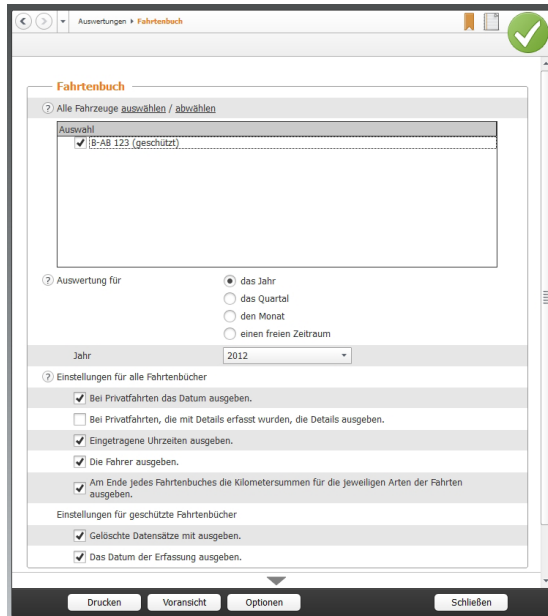 Auswertungen ▸ Fahrtenbuch
Fahrtenbuch
? Alle Fahrzeuge auswählen / abwählen
Auswahl
B-AB 123 (geschützt)
? Auswertung für
das Jahr
das Quartal
den Monat
einen freien Zeitraum
Jahr 2012
? Einstellungen für alle Fahrtenbücher
Bei Privatfahrten das Datum ausgeben.
Bei Privatfahrten, die mit Details erfasst wurden, die Details ausgeben.
Eingetragene Uhrzeiten ausgeben.
Die Fahrer ausgeben.
Am Ende jedes Fahrtenbuches die Kilometersummen für die jeweiligen Arten der Fahrten
ausgeben.
Einstellungen für geschützte Fahrtenbücher
Gelöschte Datensätze mit ausgeben.
Das Datum der Erfassung ausgeben.
Drucken Voransicht Optionen Schließen